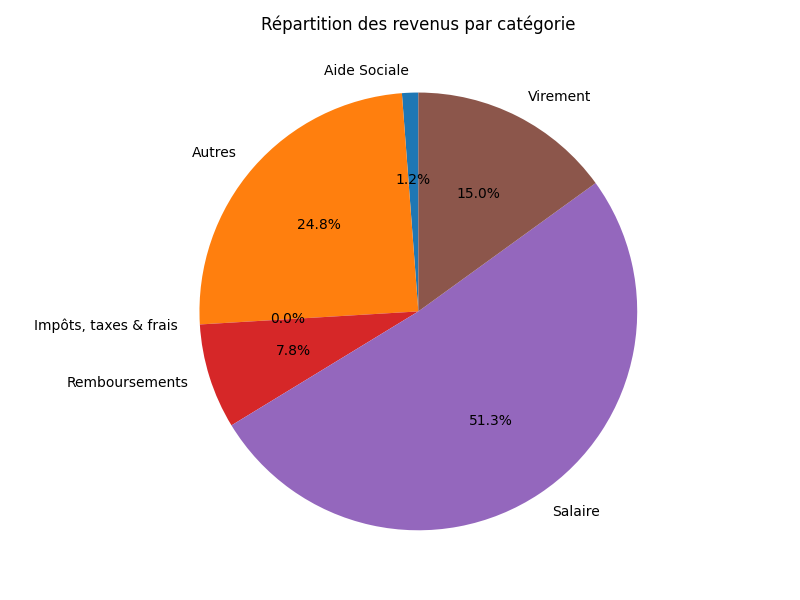 Répartition des revenus par catégorie
Aide Sociale
Virement
Autres
1.2%
15.0%
24.8%
Impôts, taxes & frais
0.0%
7.8%
Remboursements
51.3%
Salaire